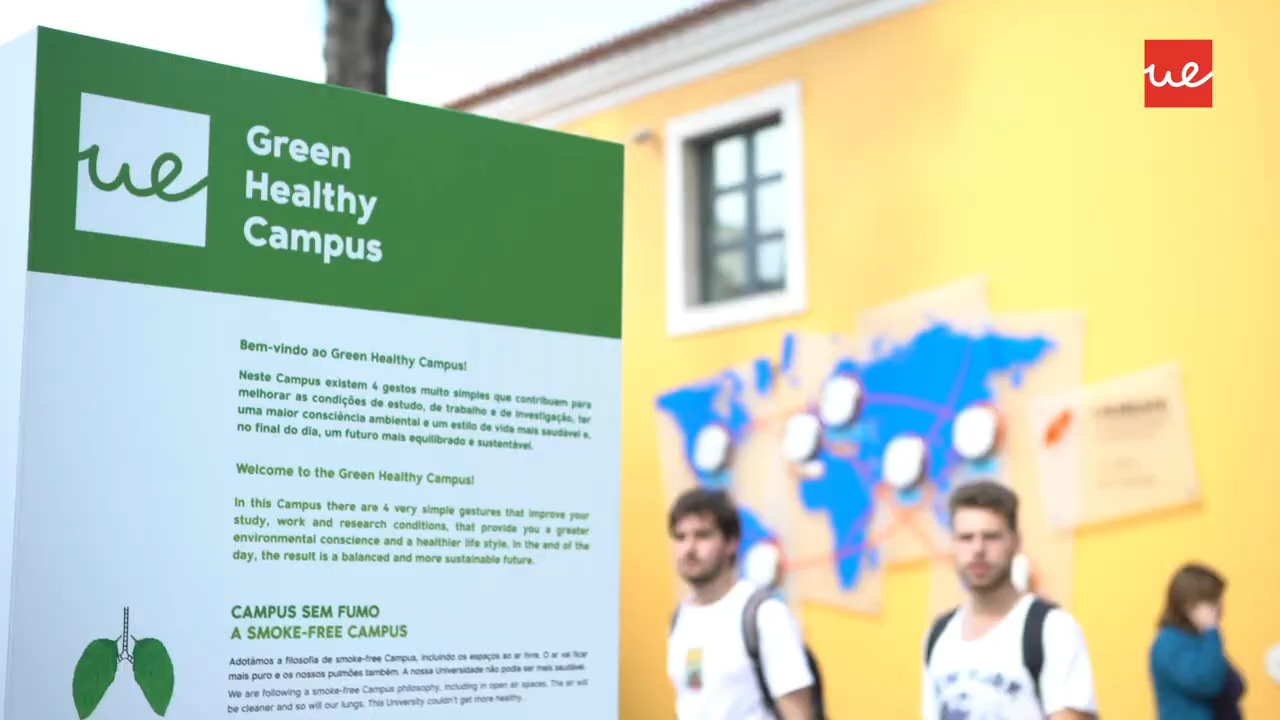 ue
ue
Green
Healthy
Campus
Bem-vindo ao Green Healthy Campus!
Neste Campus existem 4 gestos muito simples que contribuem para
melhorar as condições de estudo, de trabalho e de investigação, ter
uma maior consciência ambiental e um estilo de vida mais saudável e,
no final do dia, um futuro mais equilibrado e sustentável.
Welcome to the Green Healthy Campus!
In this Campus there are 4 very simple gestures that improve your
study, work and research conditions, that provide you a greater
environmental conscience and a healthier life style. In the end of the
day, the result is a balanced and more sustainable future.
CAMPUS SEM FUMO
A SMOKE-FREE CAMPUS
Adotámos a filosofia de smoke-free Campus, incluindo os espaços ao ar livre. O ar vai ficar
mais puro e os nossos pulmões também. A nossa Universidade não podia ser mais saudável.
We are following a smoke-free Campus philosophy, including in open air spaces. The air will
be cleaner and so will our lungs. This University couldn't get more healthy.